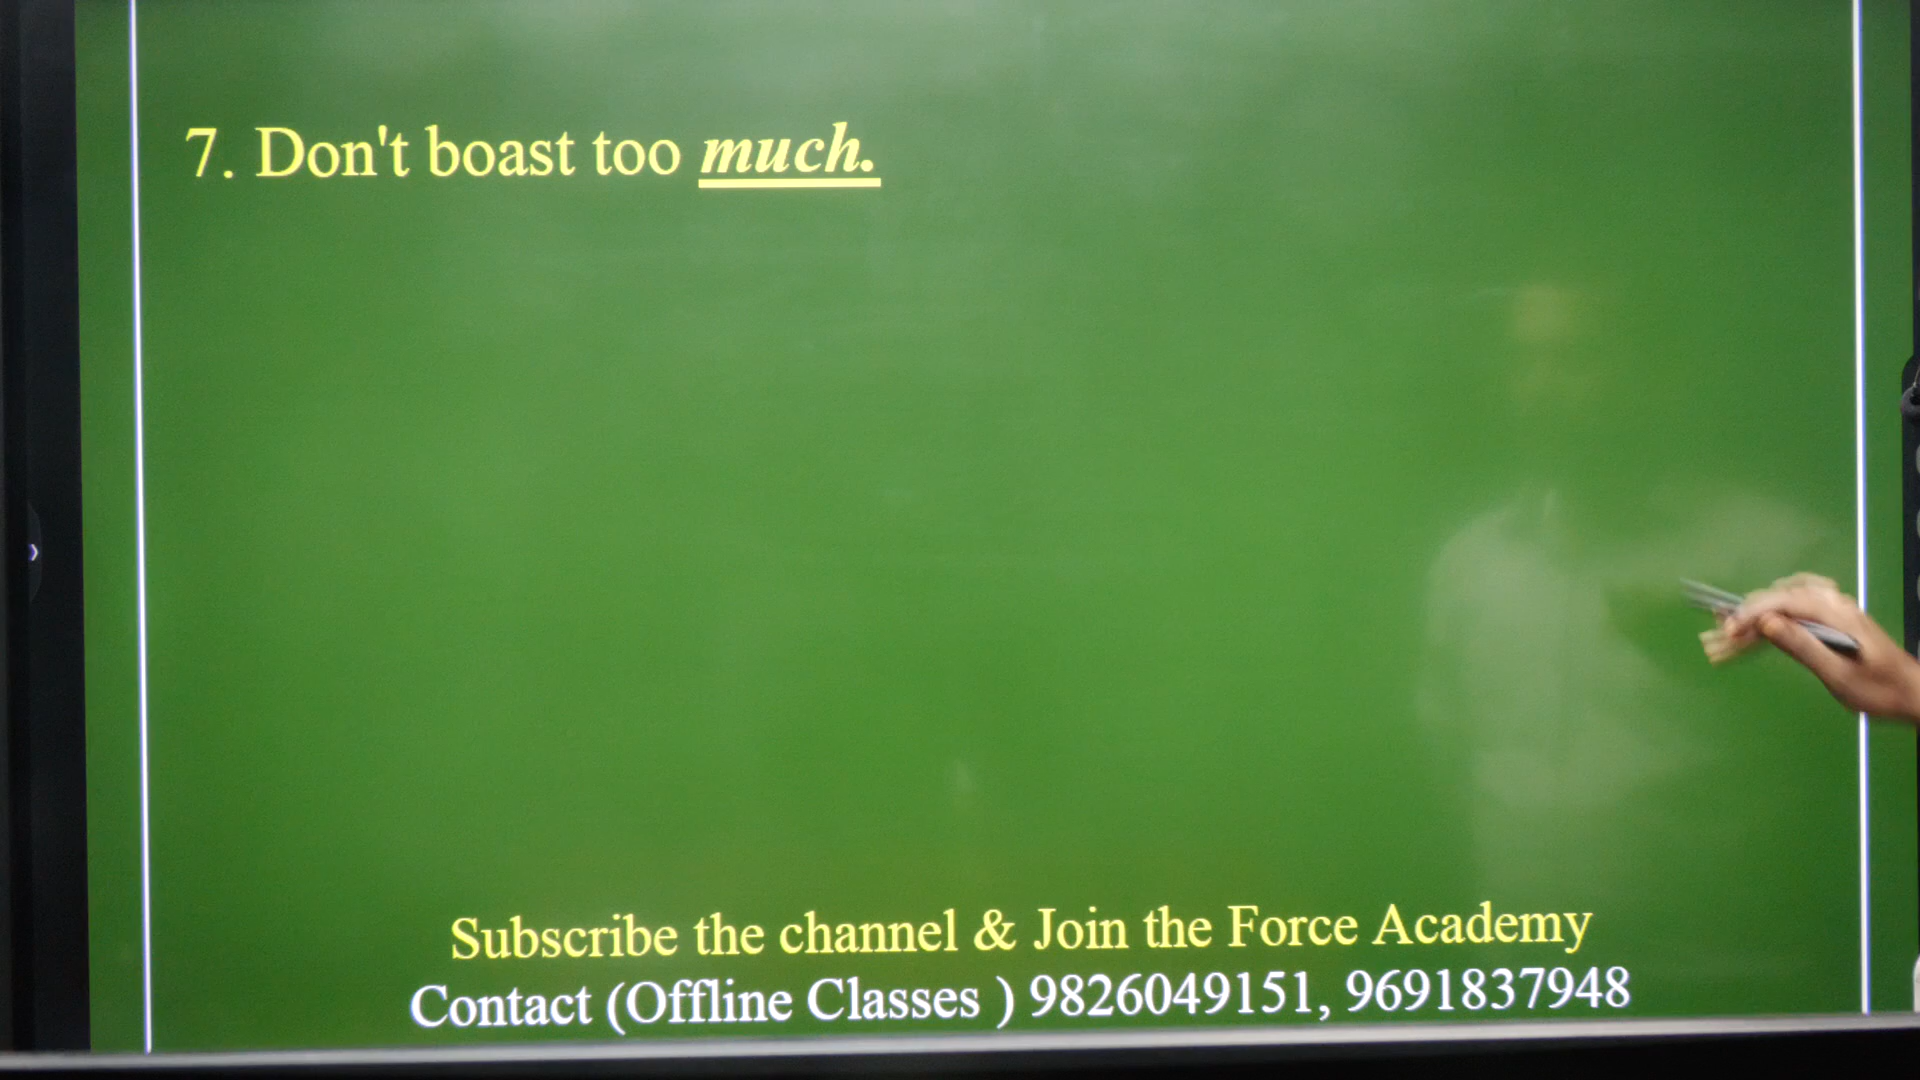 7. Don't boast too much.
Subscribe the channel & Join the Force Academy
Contact (Offline Classes ) 9826049151, 9691837948